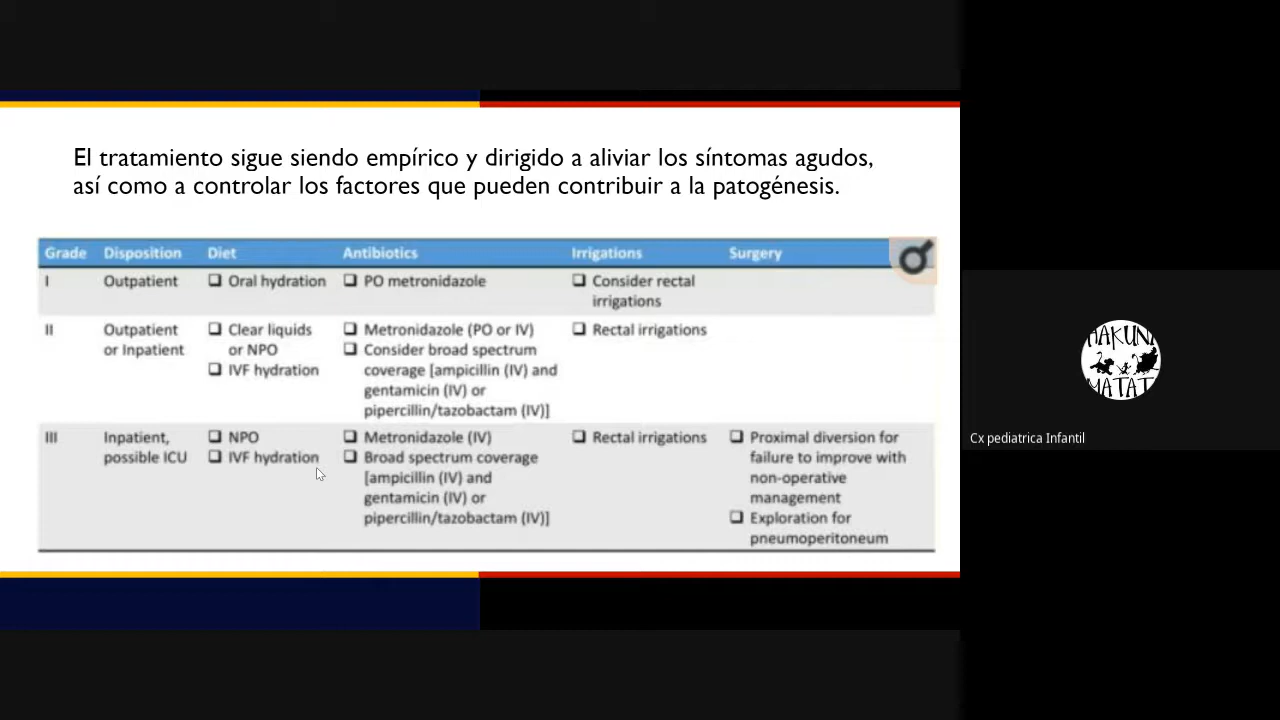 El tratamiento sigue siendo empírico y dirigido a aliviar los síntomas agudos,
así como a controlar los factores que pueden contribuir a la patogénesis.
Grade Disposition Diet Antibiotics Irrigations Surgery
I Outpatient ❑ Oral hydration ❑ PO metronidazole ❑ Consider rectal
irrigations
II Outpatient ❑ Clear liquids ❑ Metronidazole (PO or IV) ❑ Rectal irrigations
or Inpatient or NPO ❑ Consider broad spectrum
❑ IVF hydration coverage [ampicillin (IV) and
gentamicin (IV) or
pipercillin/tazobactam (IV)]
III Inpatient, ❑ NPO ❑ Metronidazole (IV) ❑ Rectal irrigations ❑ Proximal diversion for
possible ICU ❑ IVF hydration ❑ Broad spectrum coverage failure to improve with
[ampicillin (IV) and non-operative
gentamicin (IV) or management
pipercillin/tazobactam (IV)] ❑ Exploration for
pneumoperitoneum
HAKUNA
MATAT
Cx pediatrica Infantil